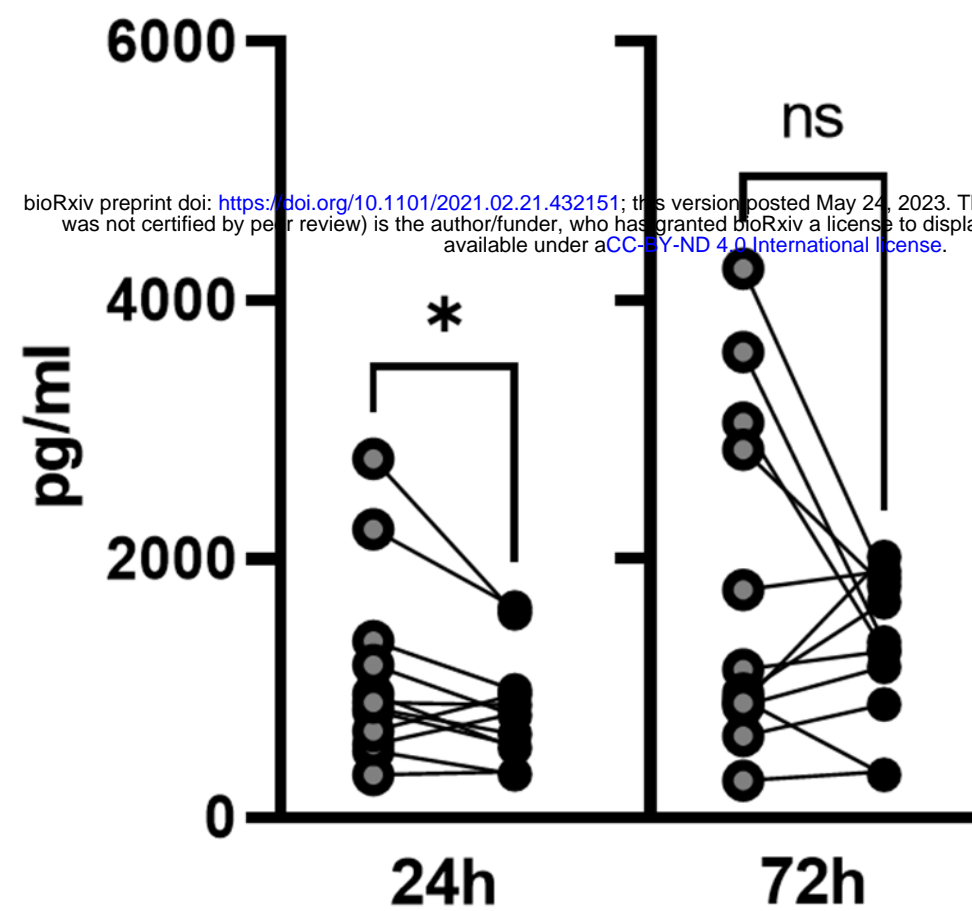 6000
ns
bioRxiv preprint doi: https://doi.org/10.1101/2021.02.21.432151; this version posted May 24, 2023.
was not certified by peer review) is the author/funder, who has granted bioRxiv a license to
available under aCC-BY-ND 4.0 International license.
4000
*
pg/ml
2000
0
24h
72h